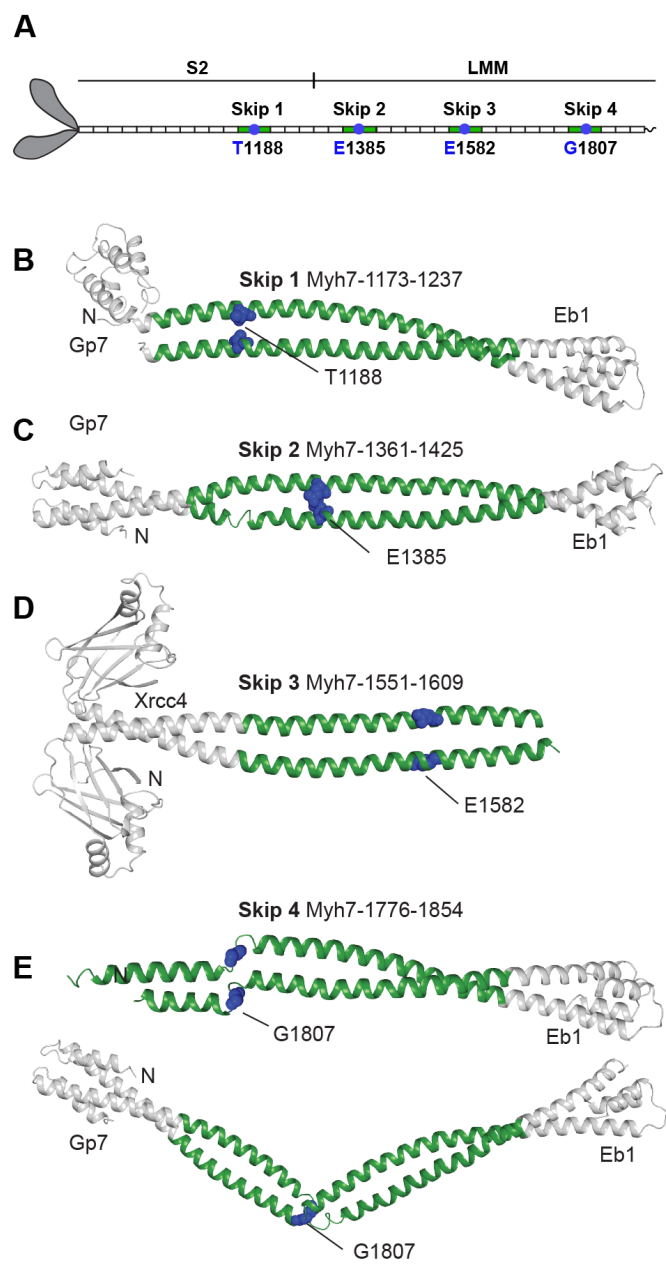 A
S2 LMM
Skip 1 Skip 2 Skip 3 Skip 4
T1188 E1385 E1582 G1807
B
Skip 1 Myh7-1173-1237
N
Eb1
Gp7
T1188
C
Gp7
Skip 2 Myh7-1361-1425
N
E1385
Eb1
D
Skip 3 Myh7-1551-1609
Xrcc4
N
E1582
Skip 4 Myh7-1776-1854
E
N
G1807
Eb1
N
Gp7
Eb1
G1807